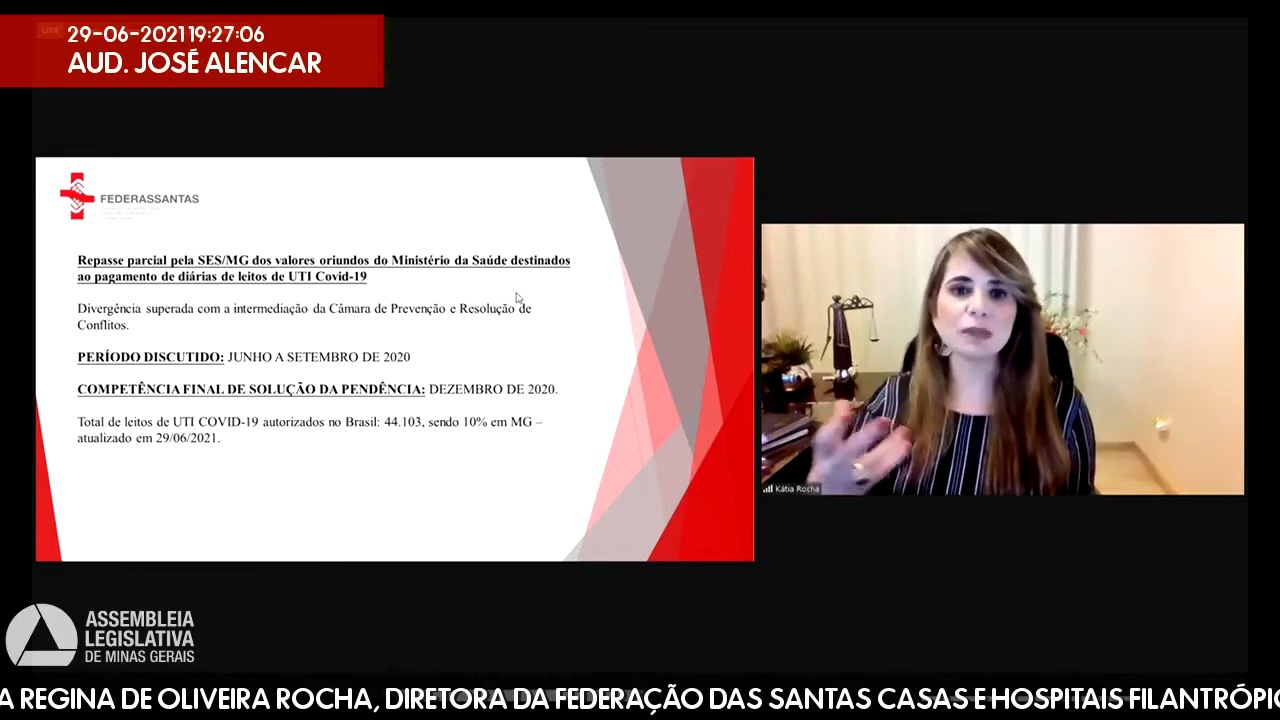 LIVE
29-06-2021 19:27:06
AUD. JOSÉ ALENCAR
FEDERASSANTAS
Repasse parcial pela SES/MG dos valores oriundos do Ministério da Saúde destinados
ao pagamento de diárias de leitos de UTI Covid-19
Divergência superada com a intermediação da Câmara de Prevenção e Resolução de
Conflitos.
PERÍODO DISCUTIDO: JUNHO A SETEMBRO DE 2020
COMPETÊNCIA FINAL DE SOLUÇÃO DA PENDÊNCIA: DEZEMBRO DE 2020.
Total de leitos de UTI COVID-19 autorizados no Brasil: 44.103, sendo 10% em MG –
atualizado em 29/06/2021.
Kátia Rocha
ASSEMBLEIA
LEGISLATIVA
DE MINAS GERAIS
A REGINA DE OLIVEIRA ROCHA, DIRETORA DA FEDERAÇÃO DAS SANTAS CASAS E HOSPITAIS FILANTRÓPIC